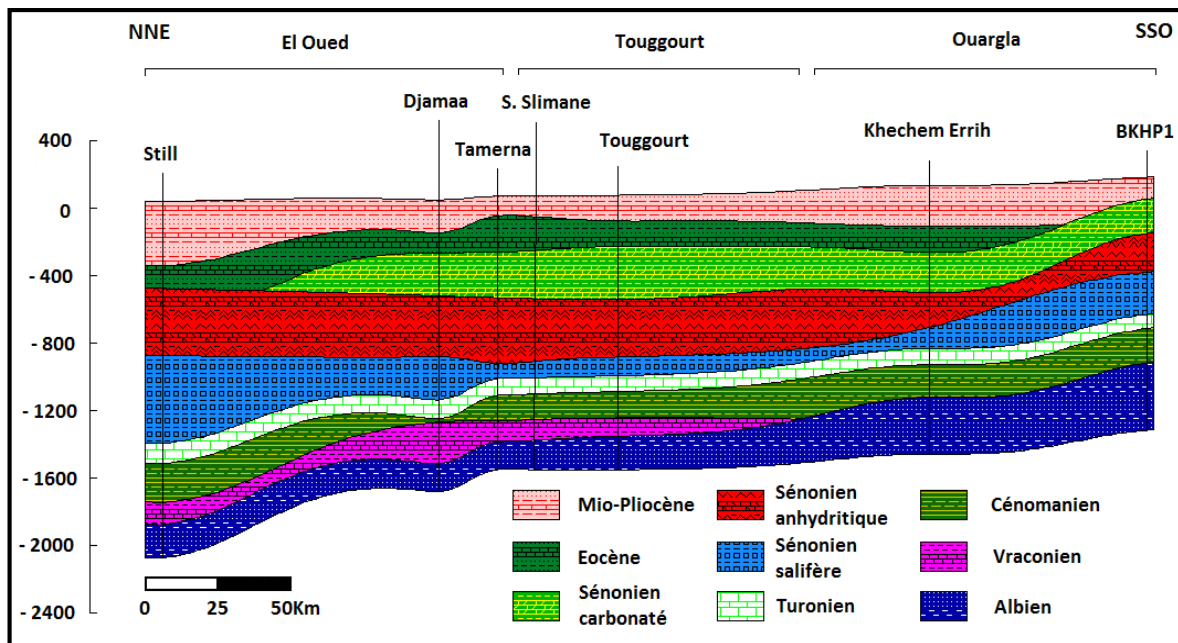 NNE
SSO
El Oued
Touggourt
Ouargla
Djamaa
S. Slimane
Still
Tamerna
Touggourt
Khechem Errih
BKHP1
400
0
- 400
- 800
- 1200
- 1600
- 2000
- 2400
Mio-Pliocène
Sénonien
anhydritique
Cénomanien
Eocène
Sénonien
salifère
Vraconien
Sénonien
carbonaté
Turonien
Albien
0 25 50Km